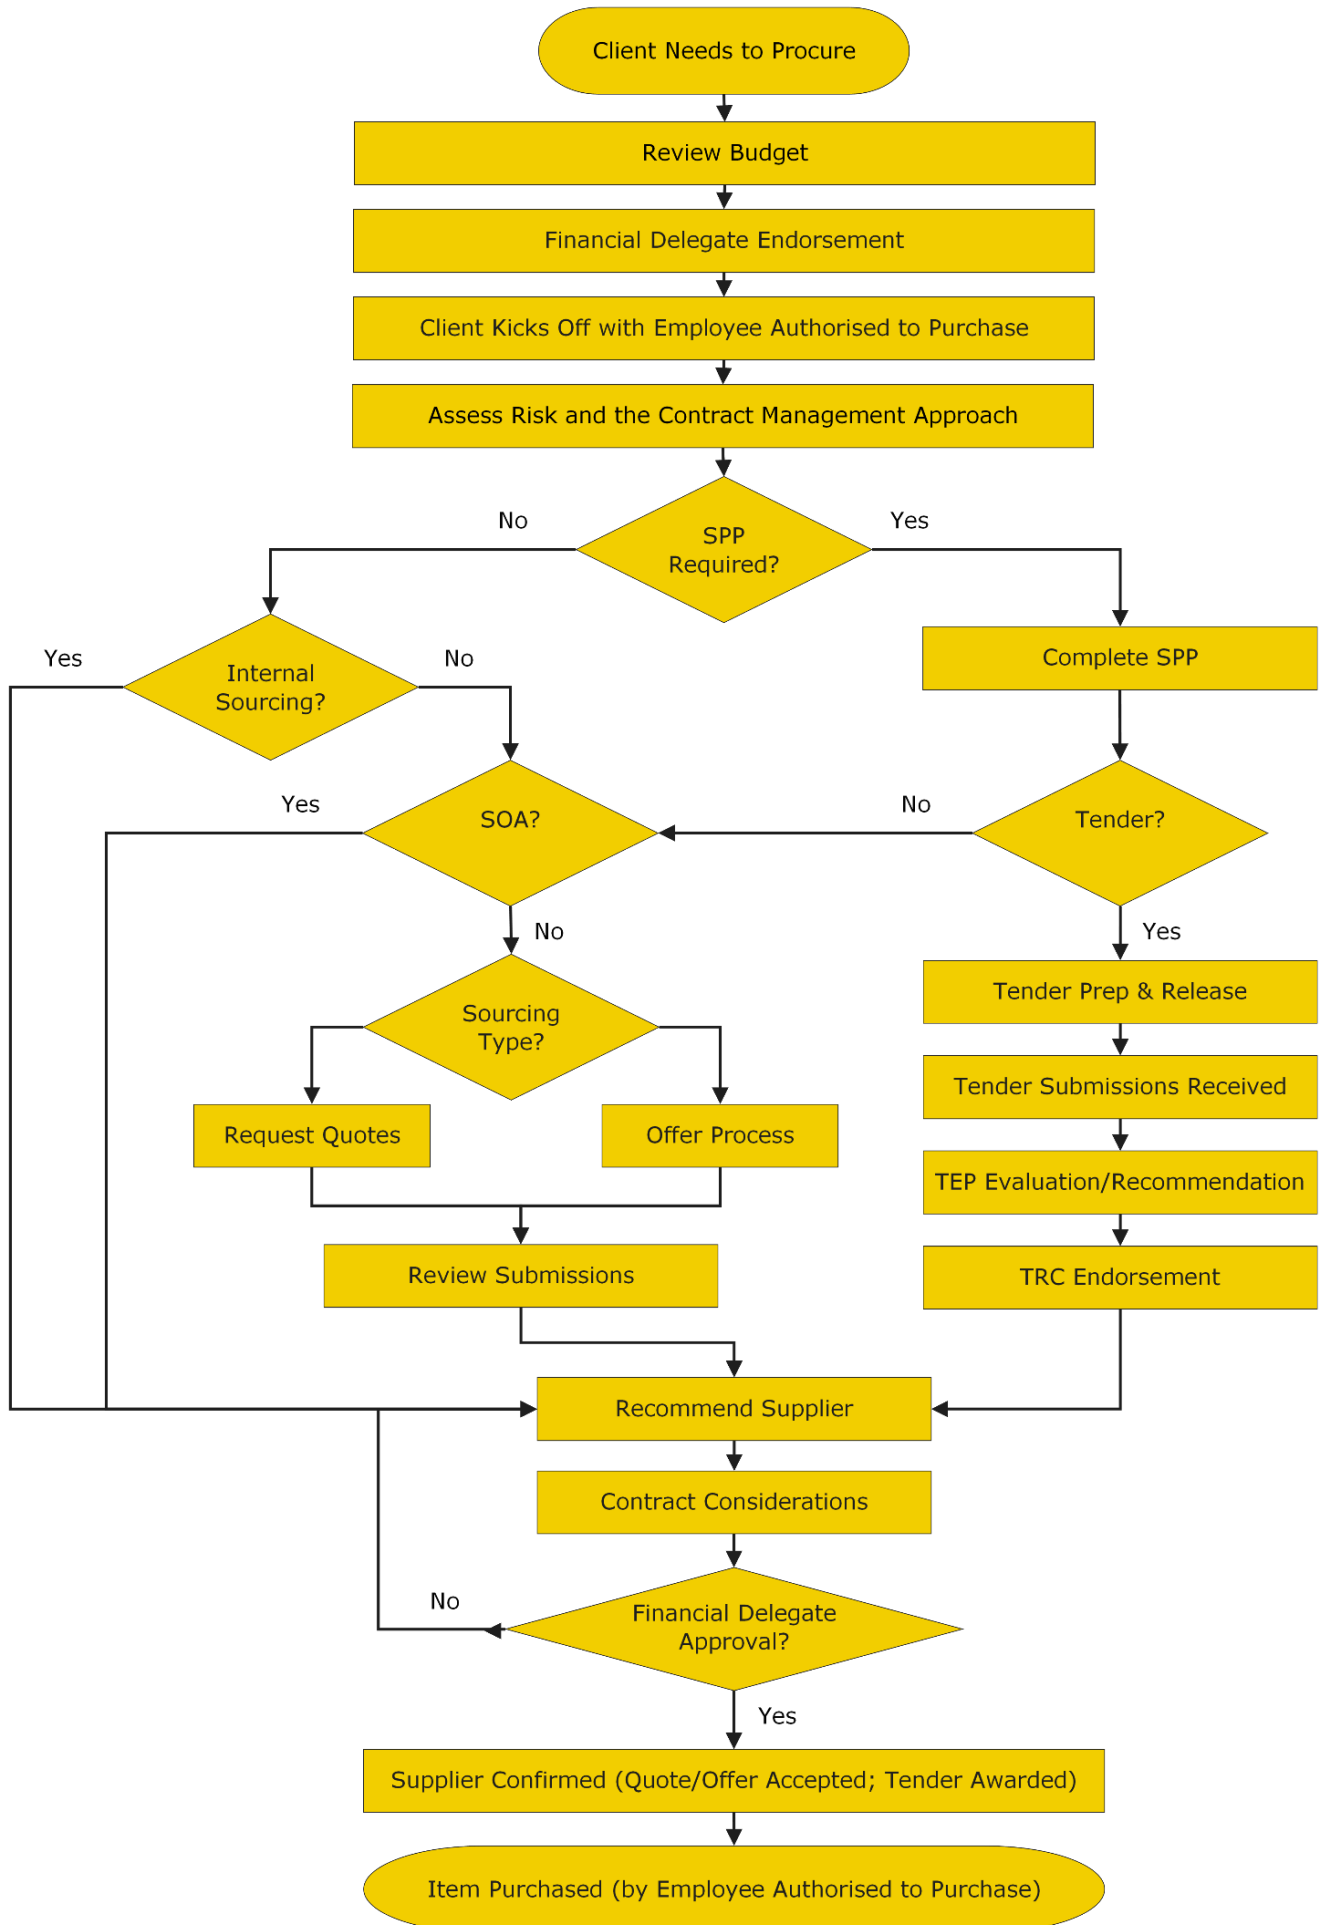 Client Needs to Procure
Review Budget
Financial Delegate Endorsement
Client Kicks Off with Employee Authorised to Purchase
Assess Risk and the Contract Management Approach
No
Yes
SPP
Required?
Yes
No
Internal
Sourcing?
Complete SPP
Yes
SOA?
No
Tender?
No
Yes
Sourcing
Type?
Tender Prep & Release
Tender Submissions Received
Request Quotes
Offer Process
TEP Evaluation/Recommendation
Review Submissions
TRC Endorsement
Recommend Supplier
Contract Considerations
No
Financial Delegate
Approval?
Yes
Supplier Confirmed (Quote/Offer Accepted; Tender Awarded)
Item Purchased (by Employee Authorised to Purchase)